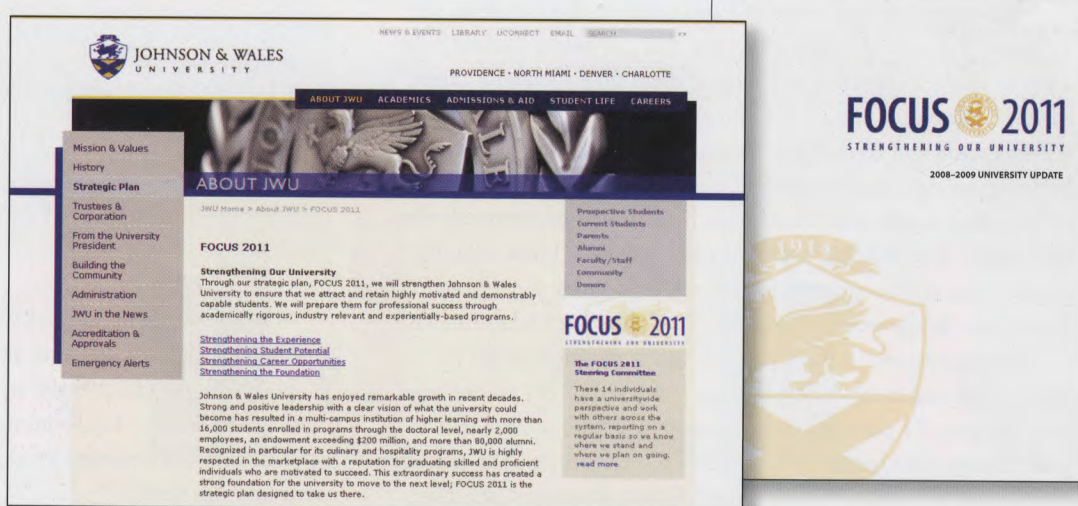 NEWS & EVENTS LIBRARY UCONNECT EMAIL SEARCH >>
JOHNSON & WALES
UNIVERSITY
PROVIDENCE • NORTH MIAMI • DENVER • CHARLOTTE
ABOUT JWU ACADEMICS ADMISSIONS & AID STUDENT LIFE CAREERS
ABOUT JWU
Mission & Values
History
Strategic Plan
Trustees &
Corporation
From the University
President
Building the
Community
Administration
JWU in the News
Accreditation &
Approvals
Emergency Alerts
JWU Home > About JWU > FOCUS 2011
FOCUS 2011
Strengthening Our University
Through our strategic plan, FOCUS 2011, we will strengthen Johnson & Wales
University to ensure that we attract and retain highly motivated and demonstrably
capable students. We will prepare them for professional success through
academically rigorous, industry relevant and experientially-based programs.
Strengthening the Experience
Strengthening Student Potential
Strengthening Career Opportunities
Strengthening the Foundation
Johnson & Wales University has enjoyed remarkable growth in recent decades.
Strong and positive leadership with a clear vision of what the university could
become has resulted in a multi-campus institution of higher learning with more than
16,000 students enrolled in programs through the doctoral level, nearly 2,000
employees, an endowment exceeding $200 million, and more than 80,000 alumni.
Recognized in particular for its culinary and hospitality programs, JWU is highly
respected in the marketplace with a reputation for graduating skilled and proficient
individuals who are motivated to succeed. This extraordinary success has created a
strong foundation for the university to move to the next level; FOCUS 2011 is the
strategic plan designed to take us there.
Prospective Students
Current Students
Parents
Alumni
Faculty/Staff
Community
Donors
FOCUS 2011
STRENGTHENING OUR UNIVERSITY
The FOCUS 2011
Steering Committee
These 14 individuals
have a universitywide
perspective and work
with others across the
system, reporting on a
regular basis so we know
where we stand and
where we plan on going.
read more
FOCUS 2011
STRENGTHENING OUR UNIVERSITY
2008–2009 UNIVERSITY UPDATE
1914